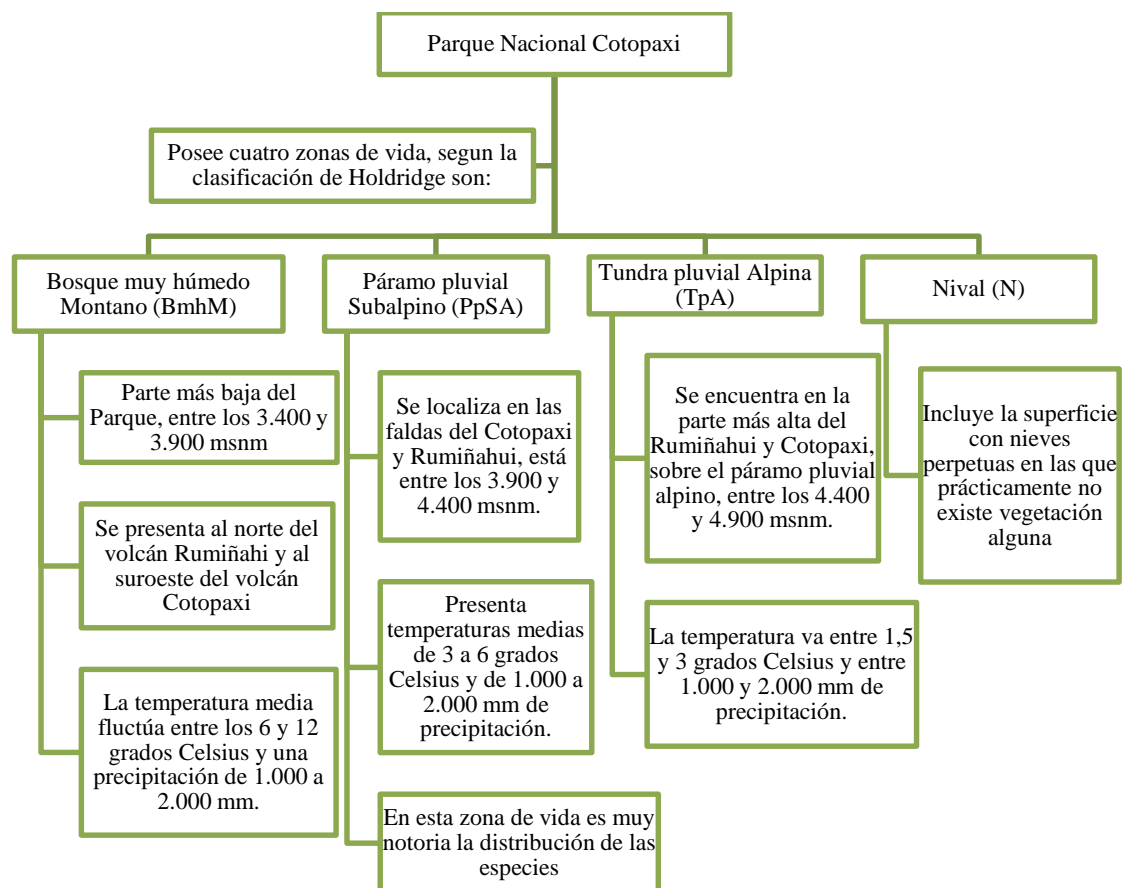 Parque Nacional Cotopaxi
Posee cuatro zonas de vida, segun la
clasificación de Holdridge son:
Bosque muy húmedo
Montano (BmhM)
Parte más baja del
Parque, entre los 3.400 y
3.900 msnm
Se presenta al norte del
volcán Rumiñahi y al
suroeste del volcán
Cotopaxi
La temperatura media
fluctúa entre los 6 y 12
grados Celsius y una
precipitación de 1.000 a
2.000 mm.
Páramo pluvial
Subalpino (PpSA)
Se localiza en las
faldas del Cotopaxi
y Rumiñahui, está
entre los 3.900 y
4.400 msnm.
Presenta
temperaturas medias
de 3 a 6 grados
Celsius y de 1.000 a
2.000 mm de
precipitación.
En esta zona de vida es muy
notoria la distribución de las
especies
Tundra pluvial Alpina
(TpA)
Se encuentra en la
parte más alta del
Rumiñahui y Cotopaxi,
sobre el páramo pluvial
alpino, entre los 4.400
y 4.900 msnm.
La temperatura va entre 1,5
y 3 grados Celsius y entre
1.000 y 2.000 mm de
precipitación.
Nival (N)
Incluye la superficie
con nieves
perpetuas en las que
prácticamente no
existe vegetación
alguna